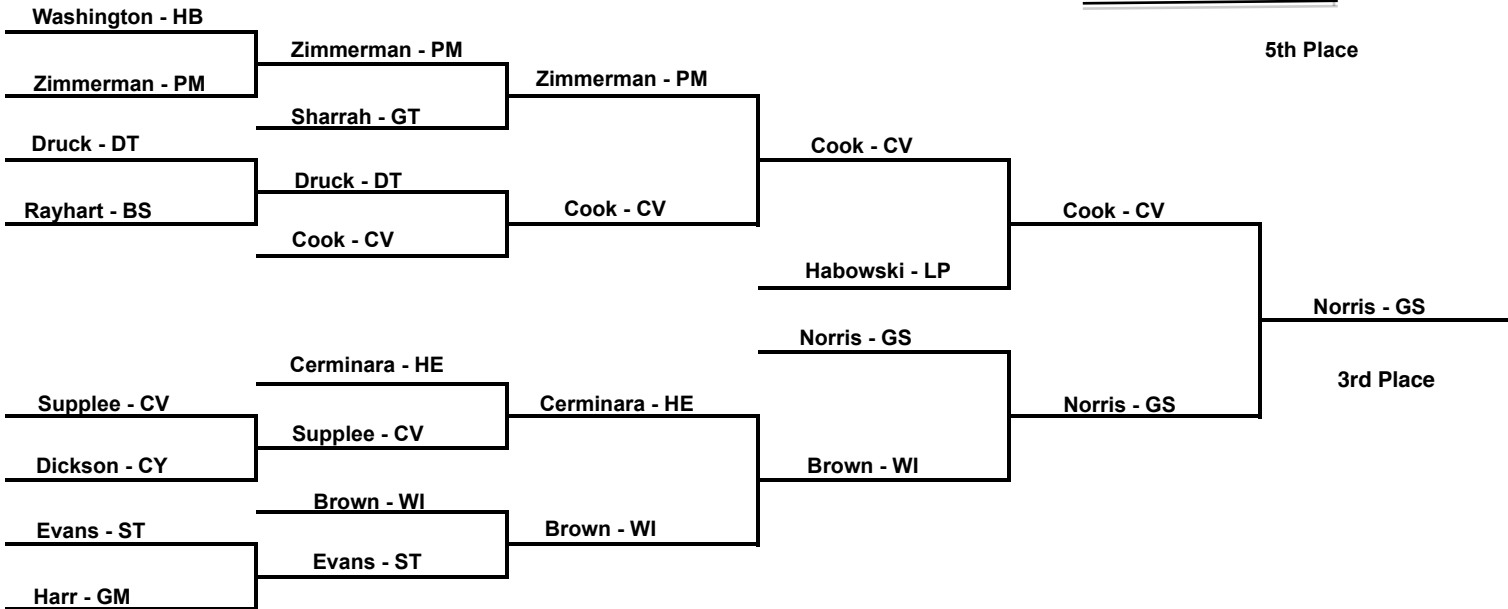 Washington - HB
Zimmerman - PM
5th Place
Zimmerman - PM
Zimmerman - PM
Sharrah - GT
Druck - DT
Cook - CV
Druck - DT
Rayhart - BS
Cook - CV
Cook - CV
Cook - CV
Habowski - LP
Norris - GS
Norris - GS
Cerminara - HE
3rd Place
Supplee - CV
Cerminara - HE
Norris - GS
Supplee - CV
Dickson - CY
Brown - WI
Brown - WI
Evans - ST
Brown - WI
Evans - ST
Harr - GM